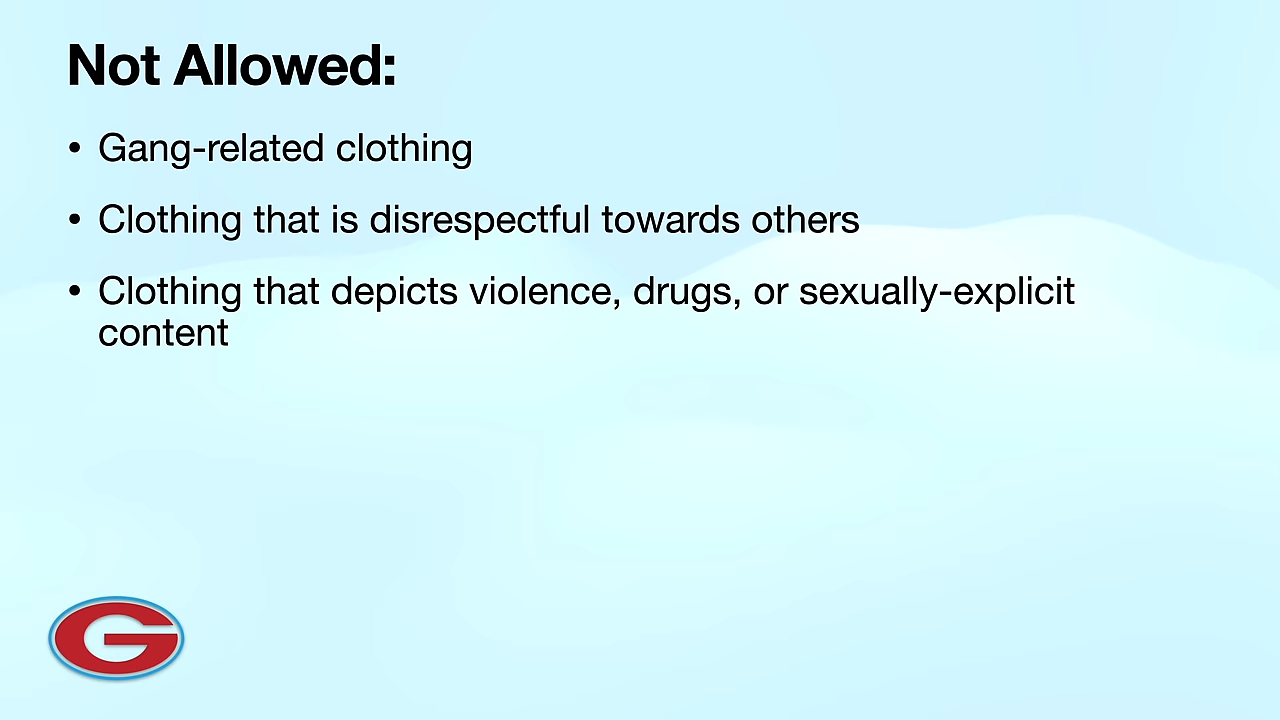 Not Allowed:
• Gang-related clothing
• Clothing that is disrespectful towards others
• Clothing that depicts violence, drugs, or sexually-explicit
content
G